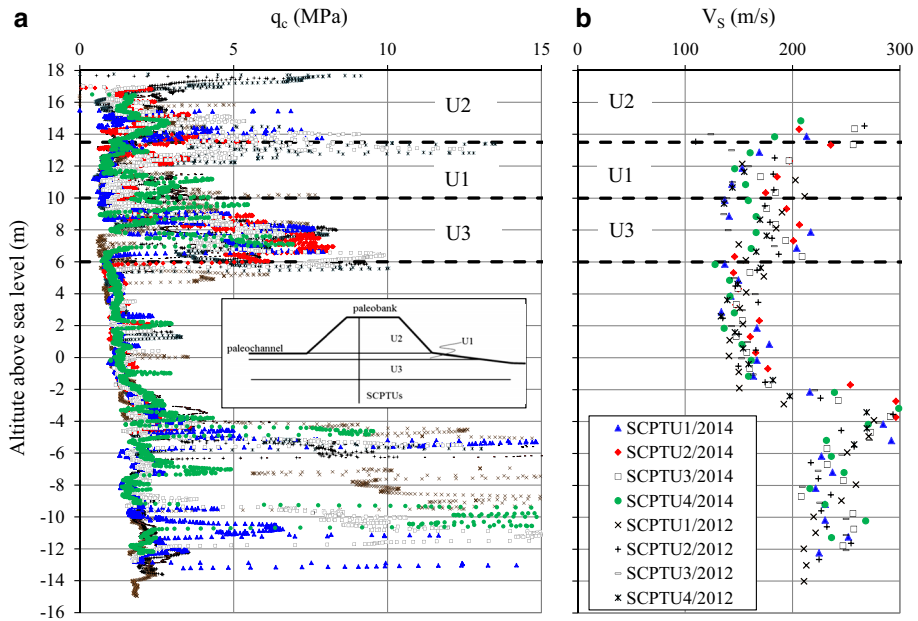 a
q_c (MPa)
0 5 10 15
Altitute above sea level (m)
18
16
14
12
10
8
6
4
2
0
-2
-4
-6
-8
-10
-12
-14
-16
U2
U1
U3
paleobank
U2
U1
paleochannel
U3
SCPTUs
b
V_S (m/s)
0 100 200 300
U2
U1
U3
SCPTU1/2014
SCPTU2/2014
SCPTU3/2014
SCPTU4/2014
SCPTU1/2012
SCPTU2/2012
SCPTU3/2012
SCPTU4/2012